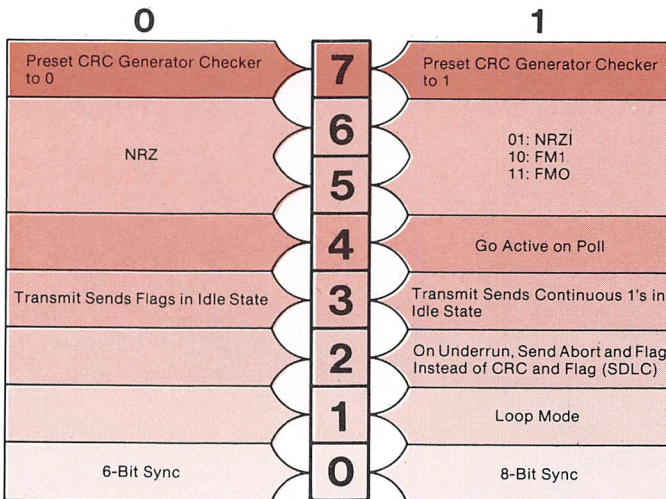 0 1
Preset CRC Generator Checker
to 0
7
Preset CRC Generator Checker
to 1
NRZ
6
5
01: NRZI
10: FM1
11: FMO
4
Go Active on Poll
Transmit Sends Flags in Idle State
3
Transmit Sends Continuous 1's in
Idle State
2
On Underrun, Send Abort and Flag
Instead of CRC and Flag (SDLC)
1
Loop Mode
6-Bit Sync
0
8-Bit Sync